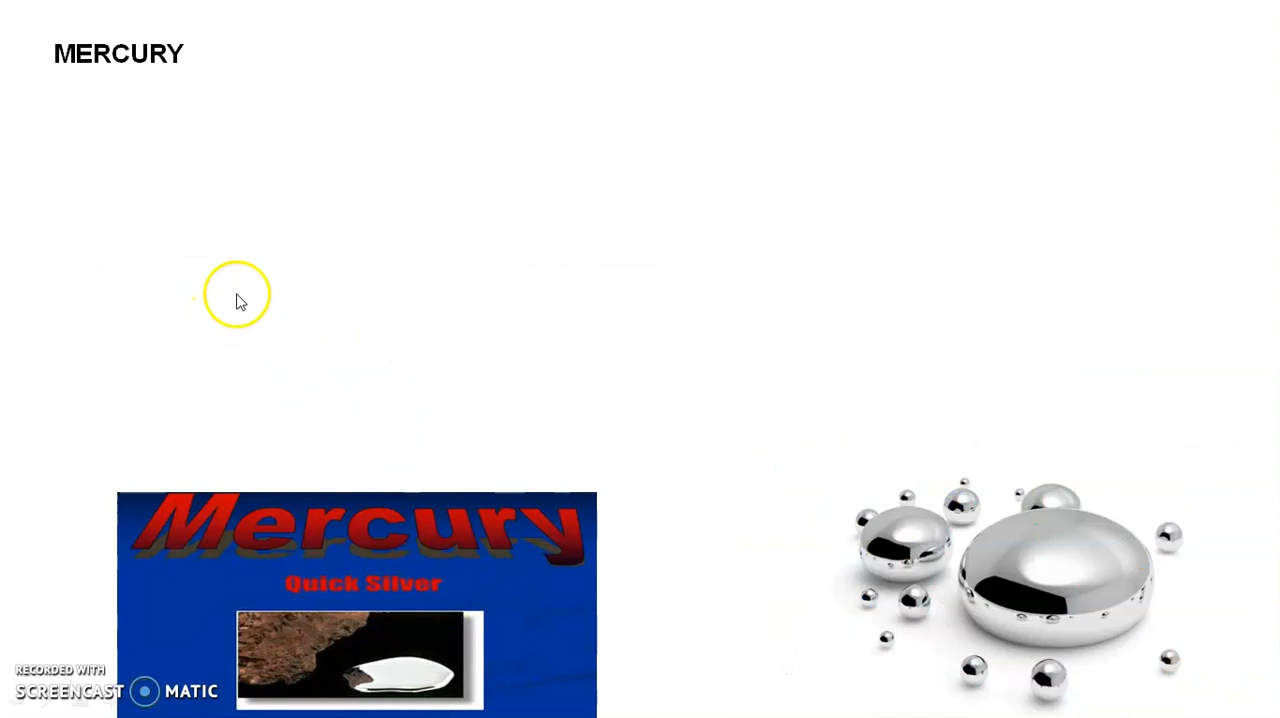 MERCURY
Mercury
Quick Silver
RECORDED WITH
SCREENCAST MATIC